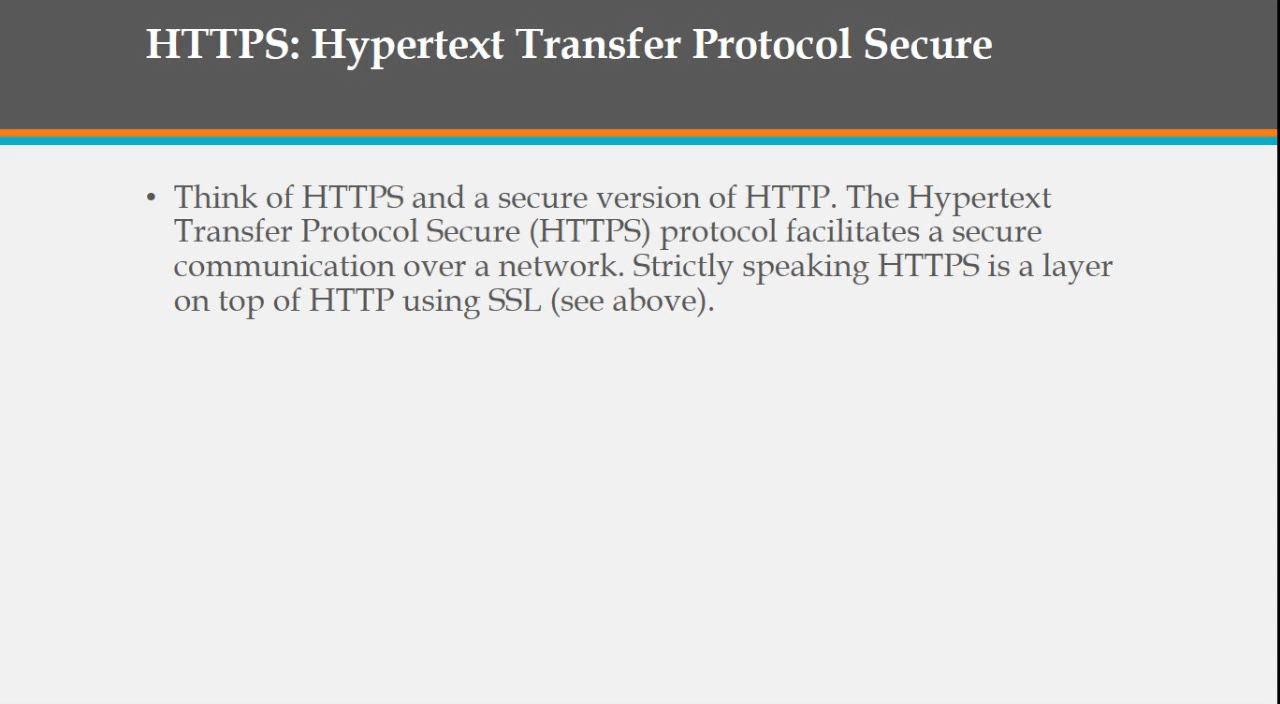 HTTPS: Hypertext Transfer Protocol Secure
• Think of HTTPS and a secure version of HTTP. The Hypertext
Transfer Protocol Secure (HTTPS) protocol facilitates a secure
communication over a network. Strictly speaking HTTPS is a layer
on top of HTTP using SSL (see above).